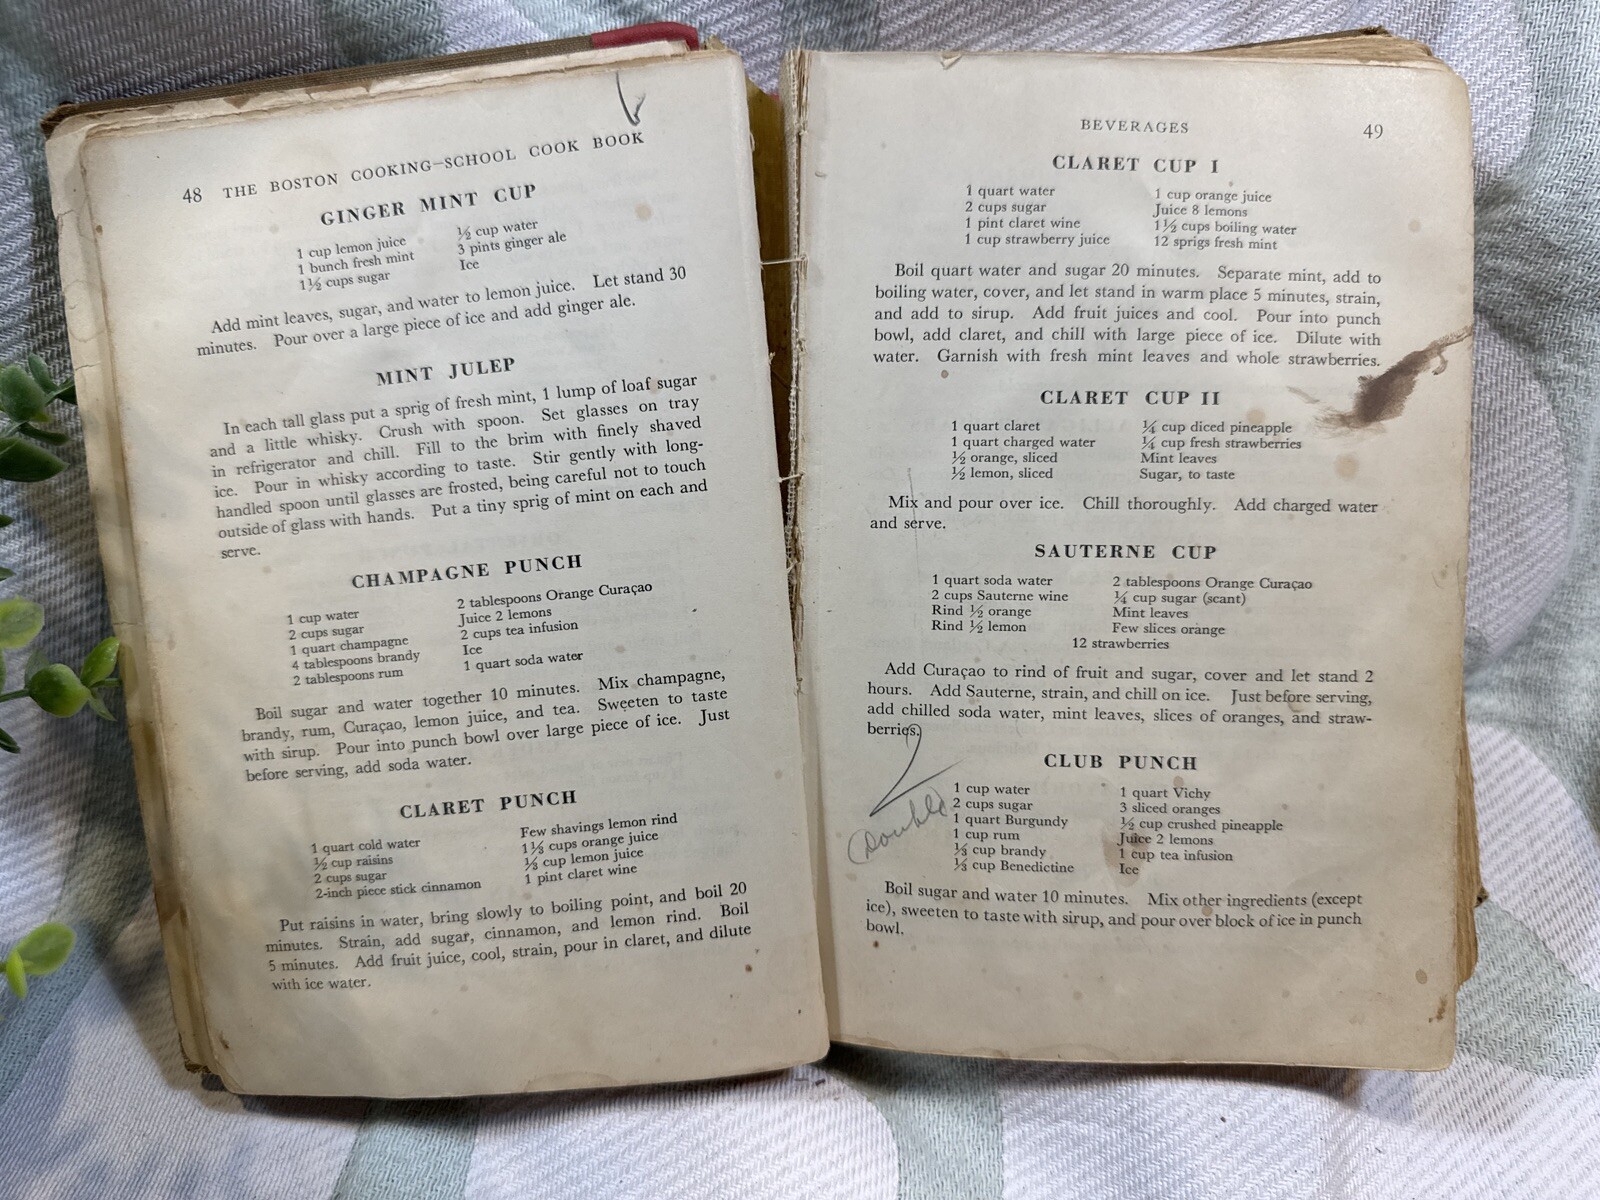 48 THE BOSTON COOKING—SCHOOL COOK BOOK
GINGER MINT CUP
1 cup lemon juice
1 bunch fresh mint
1½ cups sugar
½ cup water
3 pints ginger ale
Ice
Add mint leaves, sugar, and water to lemon juice. Let stand 30
minutes. Pour over a large piece of ice and add ginger ale.
MINT JULEP
In each tall glass put a sprig of fresh mint, 1 lump of loaf sugar
and a little whisky. Crush with spoon. Set glasses on tray
in refrigerator and chill. Fill to the brim with finely shaved
ice. Pour in whisky according to taste. Stir gently with long-
handled spoon until glasses are frosted, being careful not to touch
outside of glass with hands. Put a tiny sprig of mint on each and
serve.
CHAMPAGNE PUNCH
1 cup water
2 cups sugar
1 quart champagne
4 tablespoons brandy
2 tablespoons rum
2 tablespoons Orange Curaçao
Juice 2 lemons
2 cups tea infusion
Ice
1 quart soda water
Boil sugar and water together 10 minutes. Mix champagne,
brandy, rum, Curaçao, lemon juice, and tea. Sweeten to taste
with sirup. Pour into punch bowl over large piece of ice. Just
before serving, add soda water.
CLARET PUNCH
1 quart cold water
½ cup raisins
2 cups sugar
2-inch piece stick cinnamon
Few shavings lemon rind
1⅓ cups orange juice
⅓ cup lemon juice
1 pint claret wine
Put raisins in water, bring slowly to boiling point, and boil 20
minutes. Strain, add sugar, cinnamon, and lemon rind. Boil
5 minutes. Add fruit juice, cool, strain, pour in claret, and dilute
with ice water.
BEVERAGES 49
CLARET CUP I
1 quart water
2 cups sugar
1 pint claret wine
1 cup strawberry juice
1 cup orange juice
Juice 8 lemons
1½ cups boiling water
12 sprigs fresh mint
Boil quart water and sugar 20 minutes. Separate mint, add to
boiling water, cover, and let stand in warm place 5 minutes, strain,
and add to sirup. Add fruit juices and cool. Pour into punch
bowl, add claret, and chill with large piece of ice. Dilute with
water. Garnish with fresh mint leaves and whole strawberries.
CLARET CUP II
1 quart claret
1 quart charged water
½ orange, sliced
½ lemon, sliced
¼ cup diced pineapple
¼ cup fresh strawberries
Mint leaves
Sugar, to taste
Mix and pour over ice. Chill thoroughly. Add charged water
and serve.
SAUTERNE CUP
1 quart soda water
2 cups Sauterne wine
Rind ½ orange
Rind ½ lemon
2 tablespoons Orange Curaçao
¼ cup sugar (scant)
Mint leaves
Few slices orange
12 strawberries
Add Curaçao to rind of fruit and sugar, cover and let stand 2
hours. Add Sauterne, strain, and chill on ice. Just before serving,
add chilled soda water, mint leaves, slices of oranges, and straw-
berries.
CLUB PUNCH
(Double)
1 cup water
2 cups sugar
1 quart Burgundy
1 cup rum
⅓ cup brandy
⅓ cup Benedictine
1 quart Vichy
3 sliced oranges
½ cup crushed pineapple
Juice 2 lemons
1 cup tea infusion
Ice
Boil sugar and water 10 minutes. Mix other ingredients (except
ice), sweeten to taste with sirup, and pour over block of ice in punch
bowl.